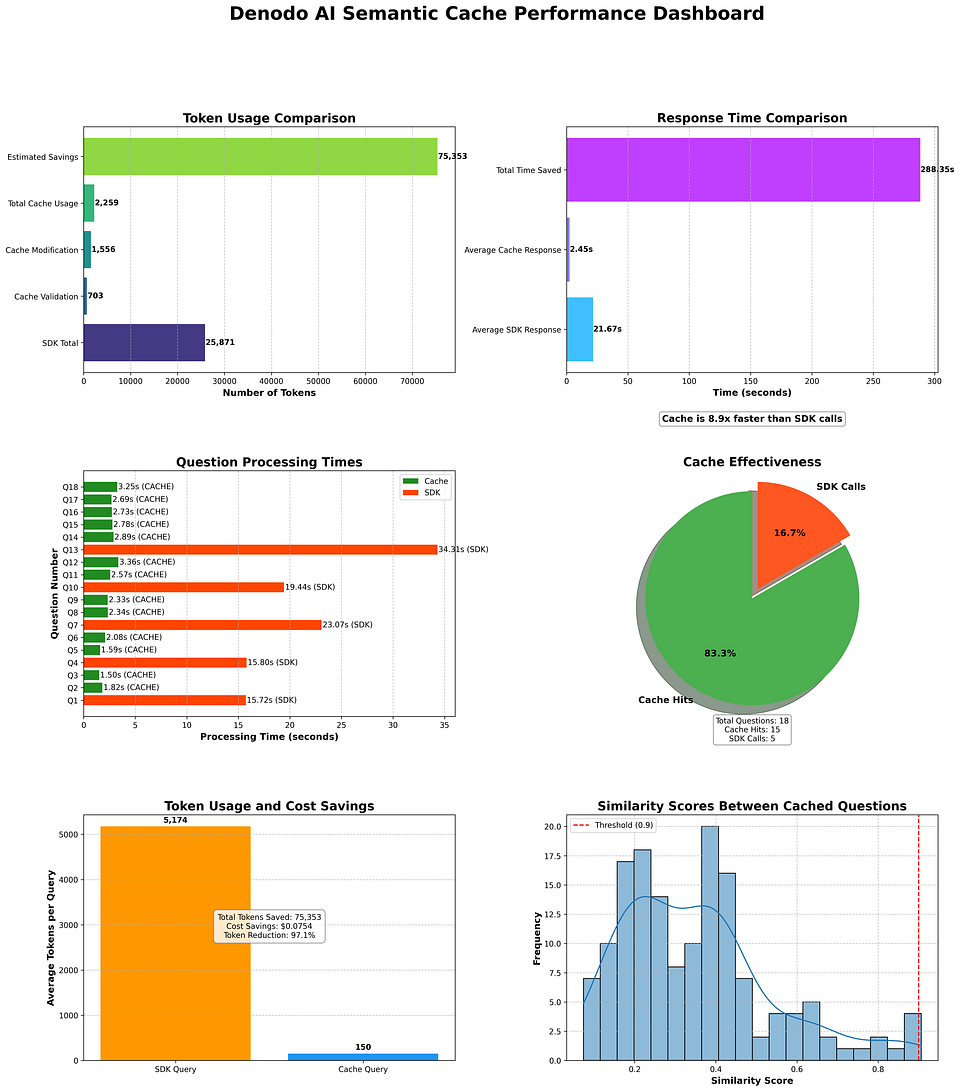 Denodo AI Semantic Cache Performance Dashboard
Token Usage Comparison
Estimated Savings
75,353
Total Cache Usage
2,259
Cache Modification
1,556
Cache Validation
703
SDK Total
25,871
0 10000 20000 30000 40000 50000 60000 70000
Number of Tokens
Response Time Comparison
Total Time Saved
288.35s
Average Cache Response
2.45s
Average SDK Response
21.67s
0 50 100 150 200 250 300
Time (seconds)
Cache is 8.9x faster than SDK calls
Question Processing Times
Cache
SDK
Question Number
Q18 3.25s (CACHE)
Q17 2.69s (CACHE)
Q16 2.73s (CACHE)
Q15 2.78s (CACHE)
Q14 2.89s (CACHE)
Q13 34.31s (SDK)
Q12 3.36s (CACHE)
Q11 2.57s (CACHE)
Q10 19.44s (SDK)
Q9 2.33s (CACHE)
Q8 2.34s (CACHE)
Q7 23.07s (SDK)
Q6 2.08s (CACHE)
Q5 1.59s (CACHE)
Q4 15.80s (SDK)
Q3 1.50s (CACHE)
Q2 1.82s (CACHE)
Q1 15.72s (SDK)
0 5 10 15 20 25 30 35
Processing Time (seconds)
Cache Effectiveness
SDK Calls
16.7%
83.3%
Cache Hits
Total Questions: 18
Cache Hits: 15
SDK Calls: 5
Token Usage and Cost Savings
Average Tokens per Query
5000
4000
3000
2000
1000
0
5,174
Total Tokens Saved: 75,353
Cost Savings: $0.0754
Token Reduction: 97.1%
150
SDK Query
Cache Query
Similarity Scores Between Cached Questions
Threshold (0.9)
Frequency
20.0
17.5
15.0
12.5
10.0
7.5
5.0
2.5
0.0
0.2 0.4 0.6 0.8
Similarity Score